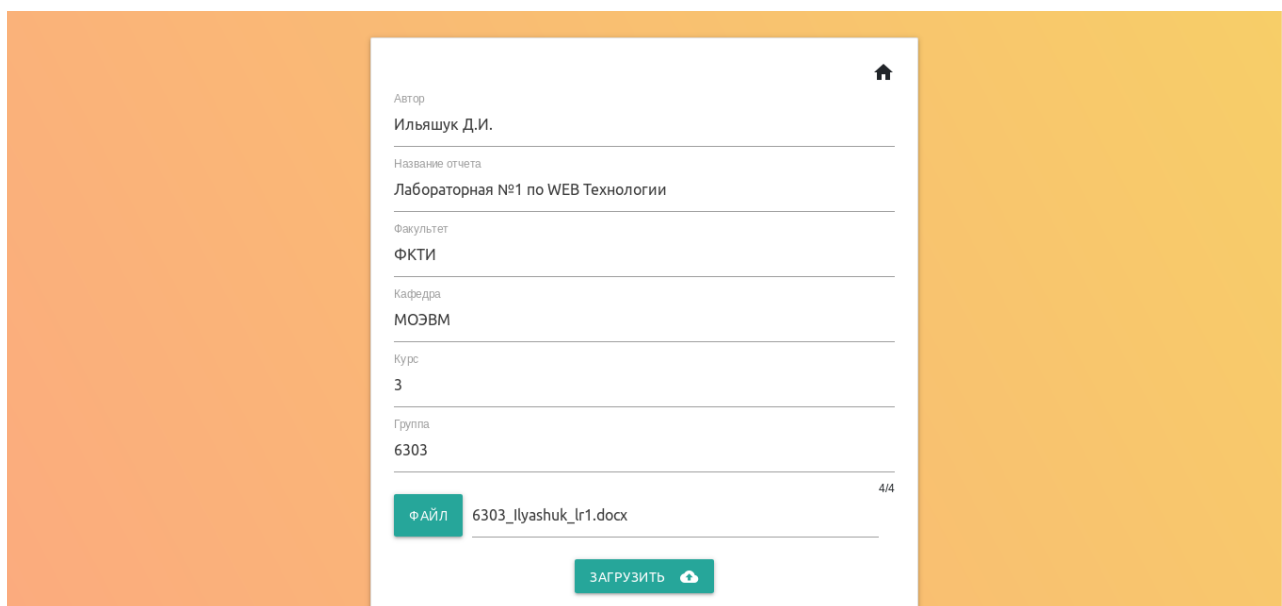 Автор
Ильяшук Д.И.
Название отчета
Лабораторная №1 по WEB Технологии
Факультет
ФКТИ
Кафедра
МОЭВМ
Курс
3
Группа
6303
4/4
ФАЙЛ 6303_Ilyashuk_lr1.docx
ЗАГРУЗИТЬ